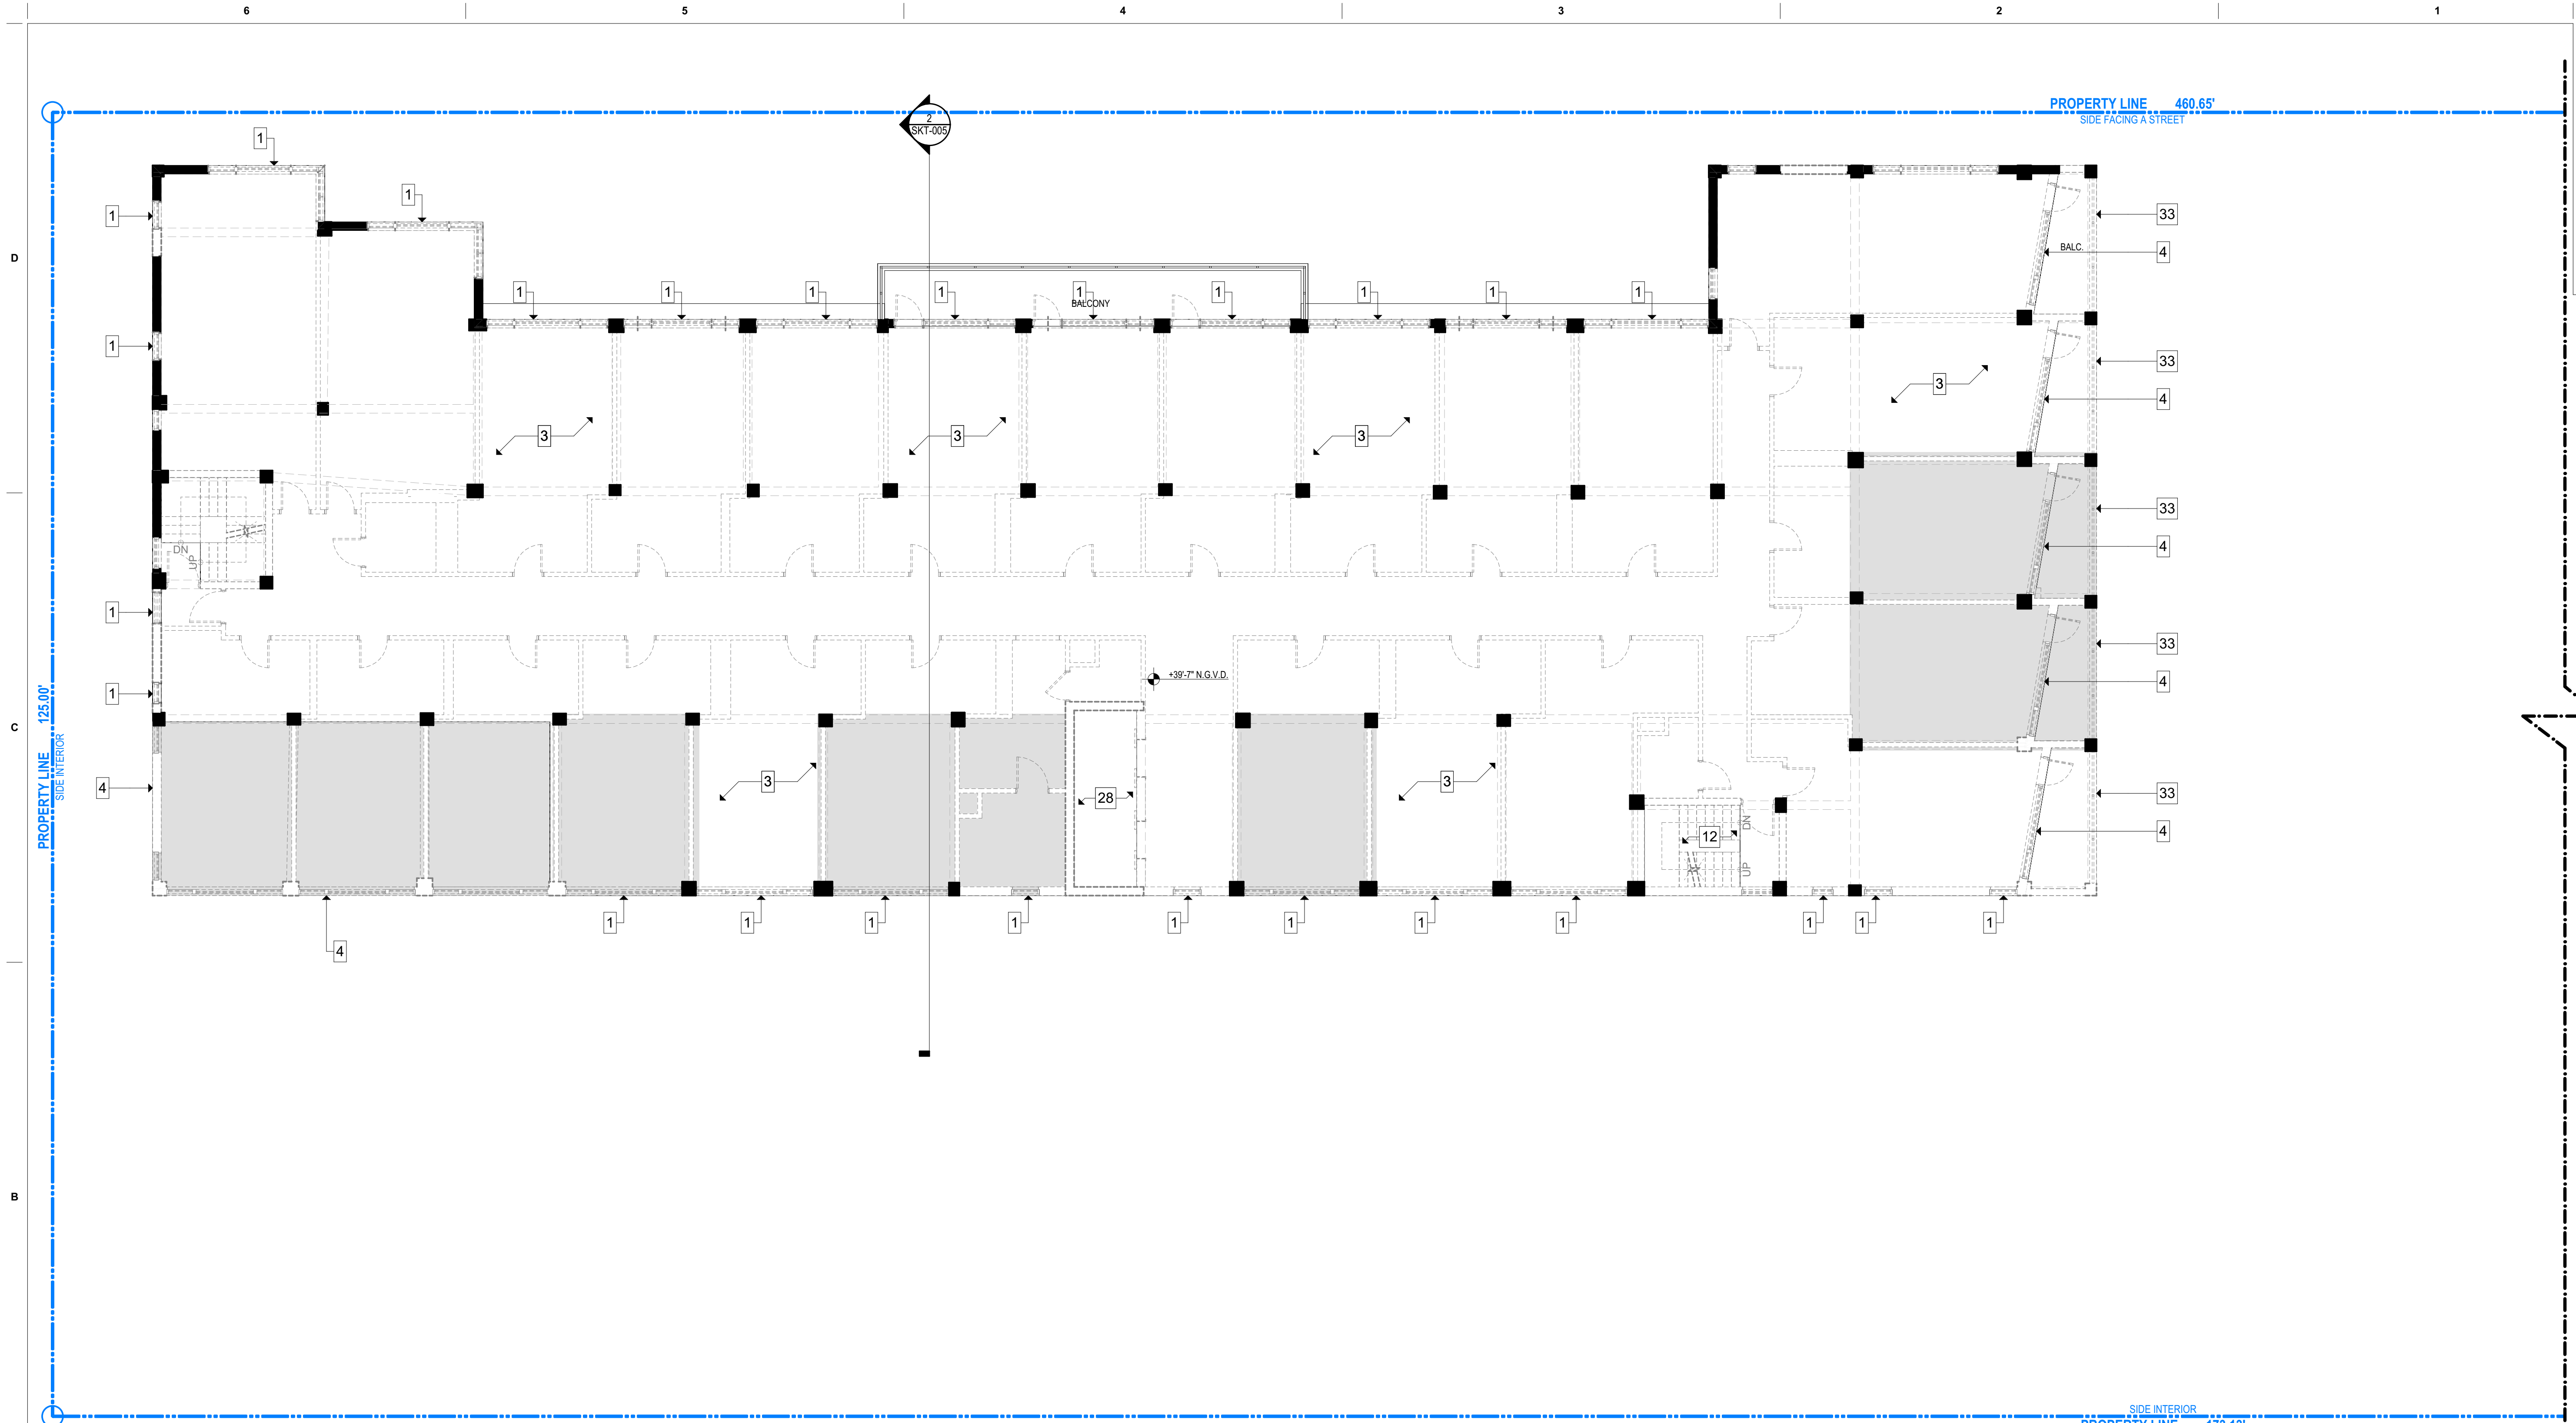 6 5 4 3 2 1
PROPERTY LINE 460.65'
SIDE FACING A STREET
2
SKT-005
1
1
1
33
D
BALC.
4
1 1 1 1 1 1 1 1 1
BALCONY
1
33
3
4
3 3 3
33
DN
UP
4
1
33
+39'-7" N.G.V.D.
4
1
C
PROPERTY LINE 125.00'
SIDE INTERIOR
4
3
28
3
33
12
DN
UP
4
1 1 1 1 1 1 1 1 1 1 1
4
B
SIDE INTERIOR